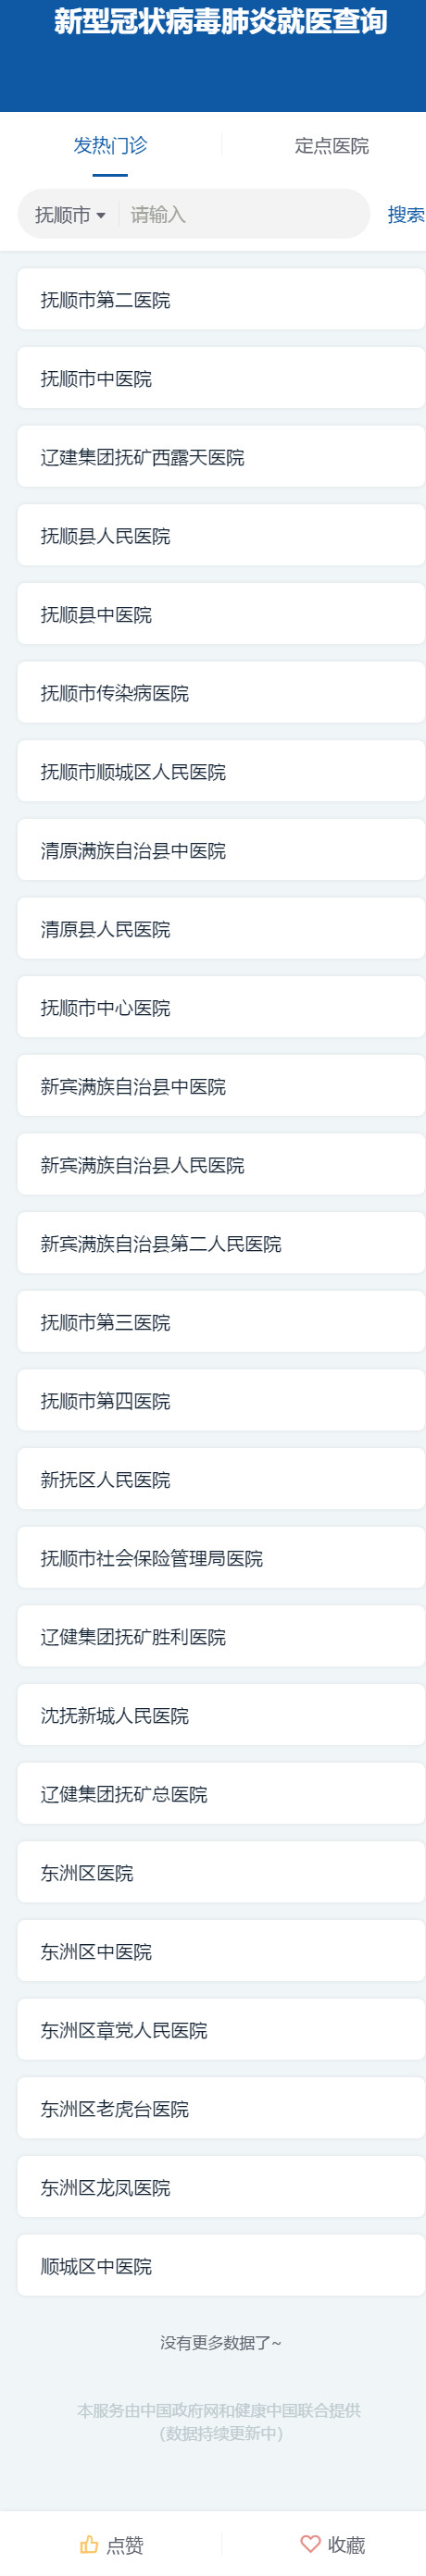 新型冠状病毒肺炎就医查询
发热门诊 定点医院
抚顺市 请输入 搜索
抚顺市第二医院
抚顺市中医院
辽建集团抚矿西露天医院
抚顺县人民医院
抚顺县中医院
抚顺市传染病医院
抚顺市顺城区人民医院
清原满族自治县中医院
清原县人民医院
抚顺市中心医院
新宾满族自治县中医院
新宾满族自治县人民医院
新宾满族自治县第二人民医院
抚顺市第三医院
抚顺市第四医院
新抚区人民医院
抚顺市社会保险管理局医院
辽健集团抚矿胜利医院
沈抚新城人民医院
辽健集团抚矿总医院
东洲区医院
东洲区中医院
东洲区章党人民医院
东洲区老虎台医院
东洲区龙凤医院
顺城区中医院
没有更多数据了~
本服务由中国政府网和健康中国联合提供
（数据持续更新中）
点赞 收藏